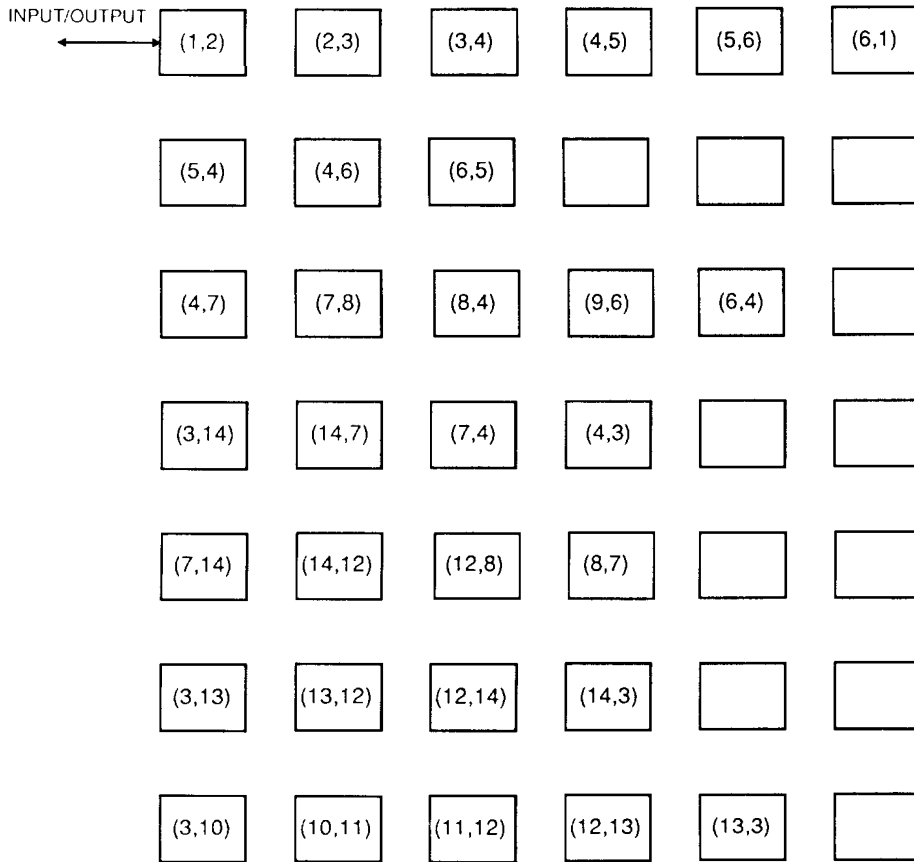 INPUT/OUTPUT
(1,2) (2,3) (3,4) (4,5) (5,6) (6,1)
(5,4) (4,6) (6,5)
(4,7) (7,8) (8,4) (9,6) (6,4)
(3,14) (14,7) (7,4) (4,3)
(7,14) (14,12) (12,8) (8,7)
(3,13) (13,12) (12,14) (14,3)
(3,10) (10,11) (11,12) (12,13) (13,3)